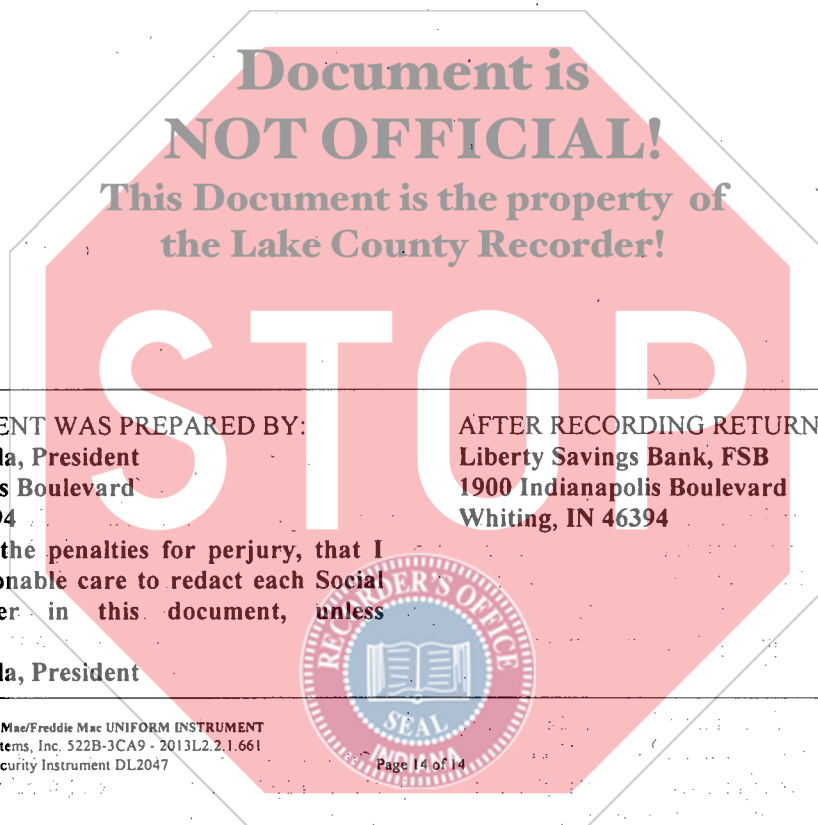 Document is
NOT OFFICIAL!
This Document is the property of
the Lake County Recorder!
STOP
ENT WAS PREPARED BY:
la, President
s Boulevard
94
the penalties for perjury, that I
onable care to redact each Social
er in this document, unless
la, President
AFTER RECORDING RETURN
Liberty Savings Bank, FSB
1900 Indianapolis Boulevard
Whiting, IN 46394
RECORDER'S OFFICE
SEAL
INDIANA
Mae/Freddie Mac UNIFORM INSTRUMENT
tems, Inc. 522B-3CA9 - 2013L2.2.1.661
curity Instrument DL2047
Page 14 of 14